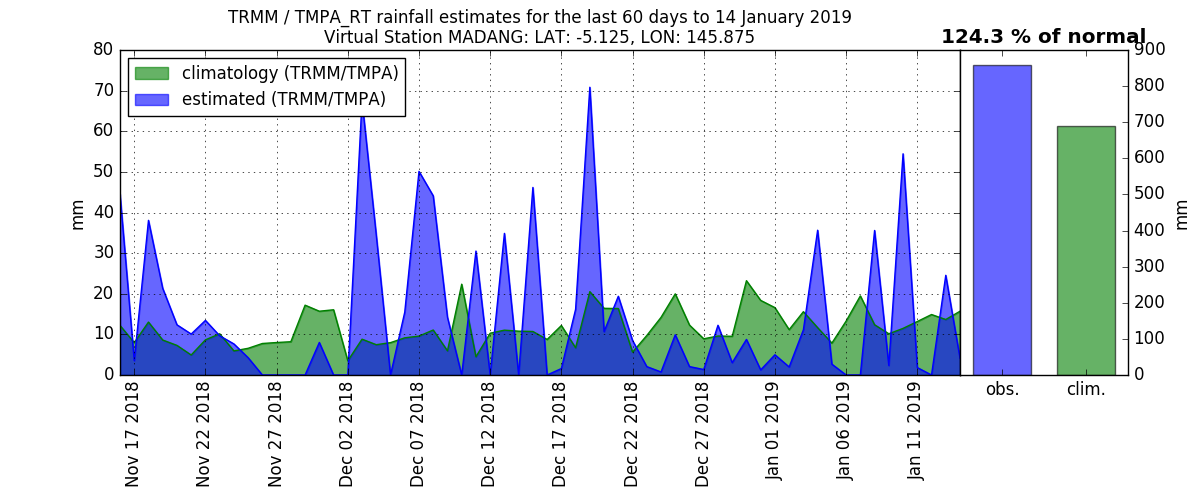 TRMM / TMPA_RT rainfall estimates for the last 60 days to 14 January 2019
Virtual Station MADANG: LAT: -5.125, LON: 145.875
124.3 % of normal
climatology (TRMM/TMPA)
estimated (TRMM/TMPA)
80
70
60
50
40
30
20
10
0
mm
Nov 17 2018
Nov 22 2018
Nov 27 2018
Dec 02 2018
Dec 07 2018
Dec 12 2018
Dec 17 2018
Dec 22 2018
Dec 27 2018
Jan 01 2019
Jan 06 2019
Jan 11 2019
obs.
clim.
900
800
700
600
500
400
300
200
100
0
mm